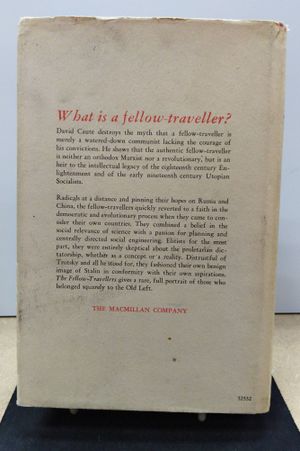 What is a fellow-traveller?
David Caute destroys the myth that a fellow-traveller is
merely a watered-down communist lacking the courage of
his convictions. He shows that the authentic fellow-traveller
is neither an orthodox Marxist nor a revolutionary, but is an
heir to the intellectual legacy of the eighteenth century En-
lightenment and of the early nineteenth century Utopian
Socialists.
Radicals at a distance and pinning their hopes on Russia and
China, the fellow-travellers quickly reverted to a faith in the
democratic and evolutionary process when they came to con-
sider their own countries. They combined a belief in the
social relevance of science with a passion for planning and
centrally directed social engineering. Elitists for the most
part, they were mostly skeptical about the proletarian dic-
tatorship, whether as a concept or a reality. Distrustful of
Trotsky and all he stood for, they fashioned their own benign
image of Stalin in conformity with their own aspirations.
The Fellow-Travellers gives a rare, full portrait of those who
belonged squarely to the Old Left.
THE MACMILLAN COMPANY
52552